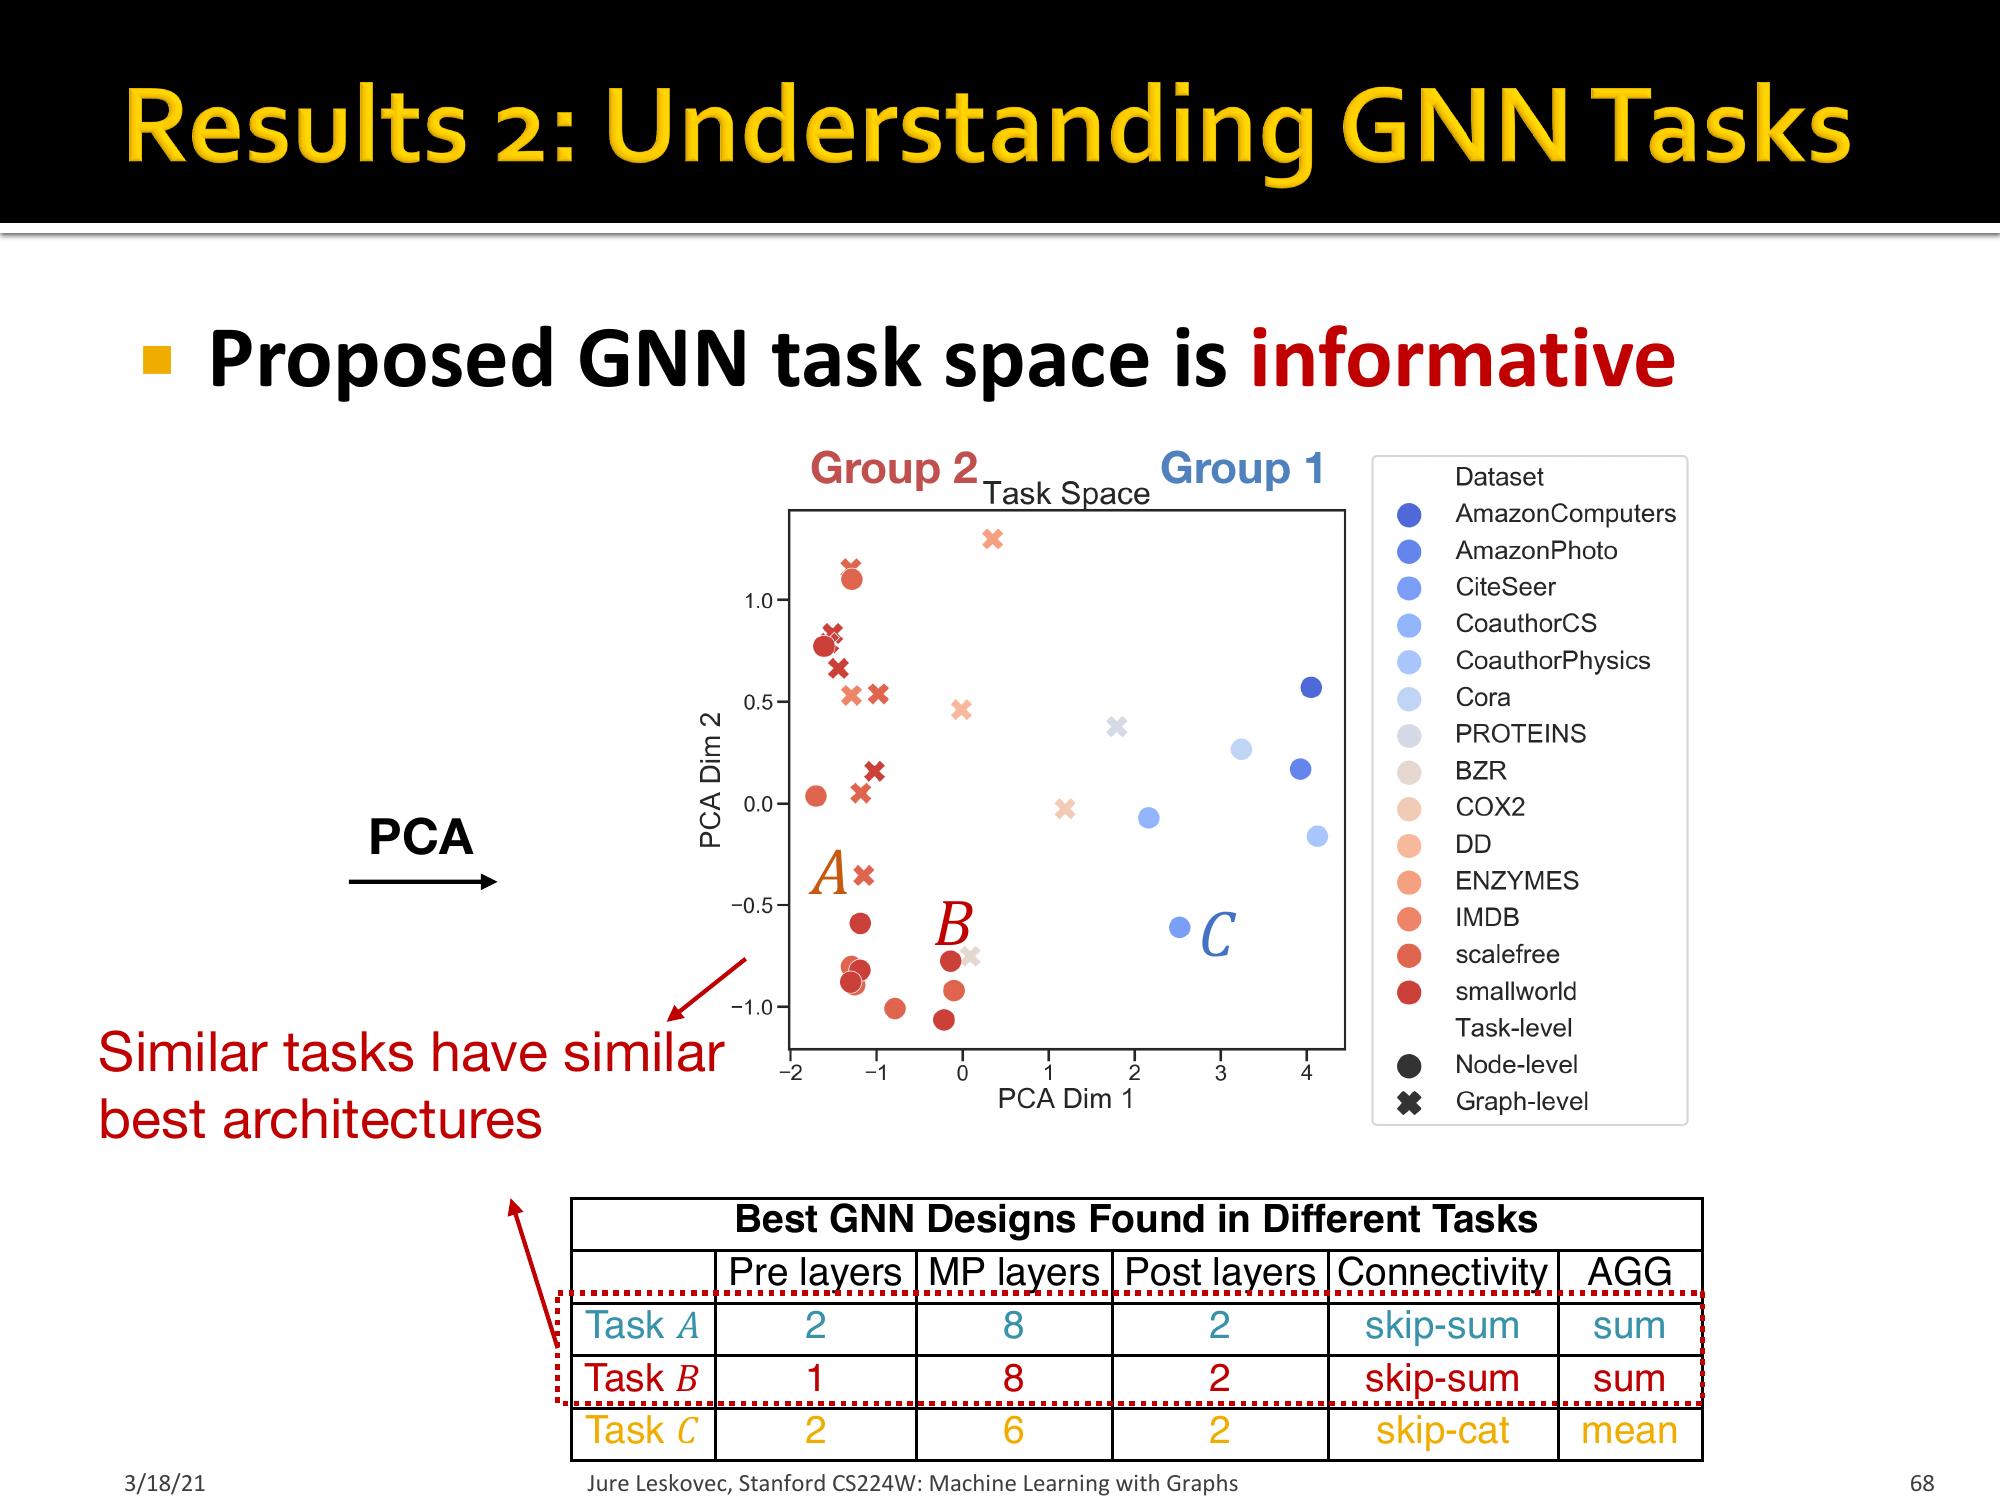 Results 2: Understanding GNN Tasks
Proposed GNN task space is informative
Group 2
Group 1
Task Space
1.0
0.5
0.0
−0.5
−1.0
PCA Dim 2
−2 −1 0 1 2 3 4
PCA Dim 1
A
B
C
Dataset
AmazonComputers
AmazonPhoto
CiteSeer
CoauthorCS
CoauthorPhysics
Cora
PROTEINS
BZR
COX2
DD
ENZYMES
IMDB
scalefree
smallworld
Task-level
Node-level
Graph-level
PCA
Similar tasks have similar
best architectures
Best GNN Designs Found in Different Tasks
Pre layers MP layers Post layers Connectivity AGG
Task A 2 8 2 skip-sum sum
Task B 1 8 2 skip-sum sum
Task C 2 6 2 skip-cat mean
3/18/21 Jure Leskovec, Stanford CS224W: Machine Learning with Graphs 68